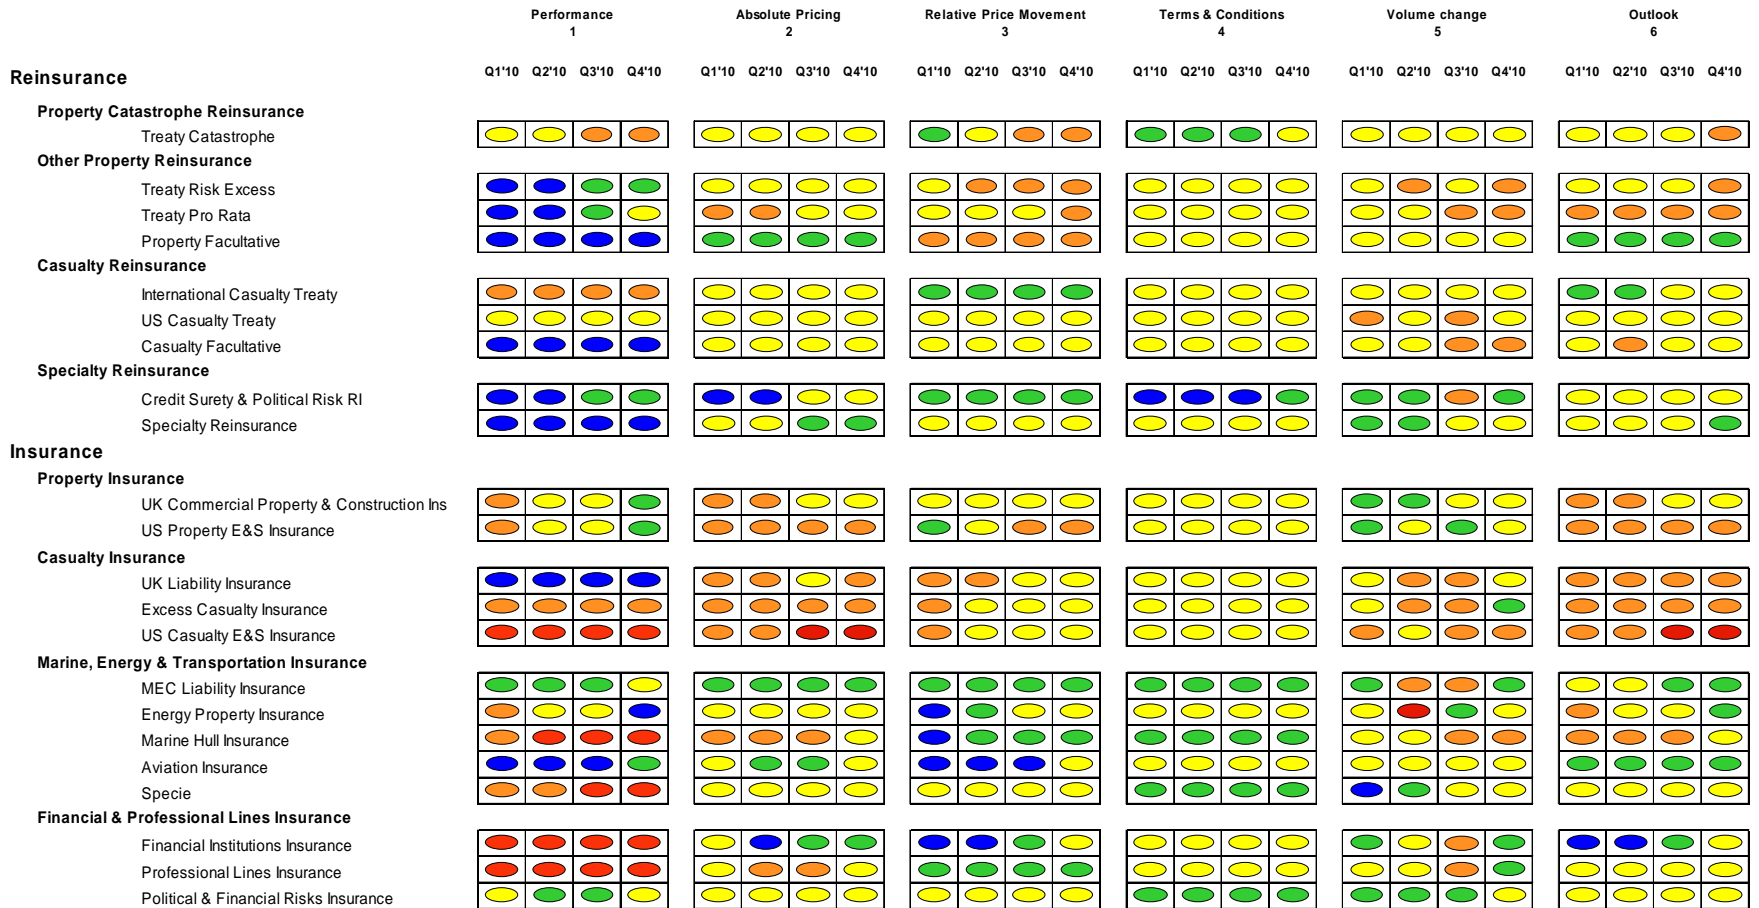 Performance Absolute Pricing Relative Price Movement Terms & Conditions Volume change Outlook
1 2 3 4 5 6
Reinsurance Q1'10 Q2'10 Q3'10 Q4'10 Q1'10 Q2'10 Q3'10 Q4'10 Q1'10 Q2'10 Q3'10 Q4'10 Q1'10 Q2'10 Q3'10 Q4'10 Q1'10 Q2'10 Q3'10 Q4'10 Q1'10 Q2'10 Q3'10 Q4'10
Property Catastrophe Reinsurance
Treaty Catastrophe
Other Property Reinsurance
Treaty Risk Excess
Treaty Pro Rata
Property Facultative
Casualty Reinsurance
International Casualty Treaty
US Casualty Treaty
Casualty Facultative
Specialty Reinsurance
Credit Surety & Political Risk RI
Specialty Reinsurance
Insurance
Property Insurance
UK Commercial Property & Construction Ins
US Property E&S Insurance
Casualty Insurance
UK Liability Insurance
Excess Casualty Insurance
US Casualty E&S Insurance
Marine, Energy & Transportation Insurance
MEC Liability Insurance
Energy Property Insurance
Marine Hull Insurance
Aviation Insurance
Specie
Financial & Professional Lines Insurance
Financial Institutions Insurance
Professional Lines Insurance
Political & Financial Risks Insurance